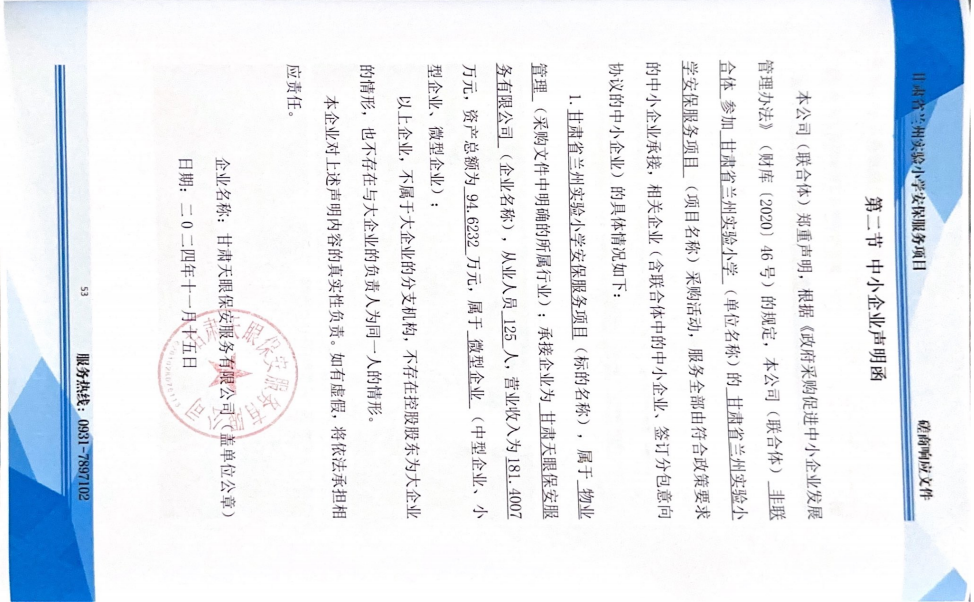 甘肃省兰州实验小学安保服务项目 磋商响应文件
第二节 中小企业声明函
本公司（联合体）郑重声明，根据《政府采购促进中小企业发展
管理办法》（财库〔2020〕46号）的规定，本公司（联合体）非联
合体 参加 甘肃省兰州实验小学（单位名称）的 甘肃省兰州实验小
学安保服务项目（项目名称）采购活动，服务全部由符合政策要求
的中小企业承接，相关企业（含联合体中的中小企业、签订分包意向
协议的中小企业）的具体情况如下：
1. 甘肃省兰州实验小学安保服务项目（标的名称），属于 物业
管理（采购文件中明确的所属行业）；承接企业为 甘肃天眼保安服
务有限公司（企业名称），从业人员 125 人，营业收入为181.4007
万元，资产总额为 94.6232 万元，属于 微型企业（中型企业、小
型企业、微型企业）；
以上企业，不属于大企业的分支机构，不存在控股股东为大企业
的情形，也不存在与大企业的负责人为同一人的情形。
本企业对上述声明内容的真实性负责。如有虚假，将依法承担相
应责任。
企业名称：甘肃天眼保安服务有限公司（盖单位公章）
日期：二〇二四年十一月十五日
53
服务热线：0931-7897102